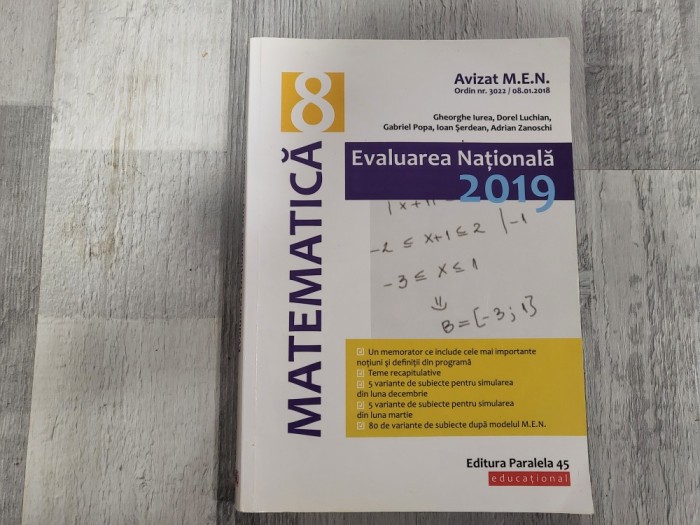 MATEMATICĂ 8
Avizat M.E.N.
Ordin nr. 3022 / 08.01.2018
Gheorghe Iurea, Dorel Luchian,
Gabriel Popa, Ioan Şerdean, Adrian Zanoschi
Evaluarea Națională
2019
-2 ≤ x+1 ≤ 2 |-1
-3 ≤ x ≤ 1
⇓
B=[-3;1]
Un memorator ce include cele mai importante
noțiuni și definiții din programă
Teme recapitulative
5 variante de subiecte pentru simularea
din luna decembrie
5 variante de subiecte pentru simularea
din luna martie
80 de variante de subiecte după modelul M.E.N.
Editura Paralela 45
educațional